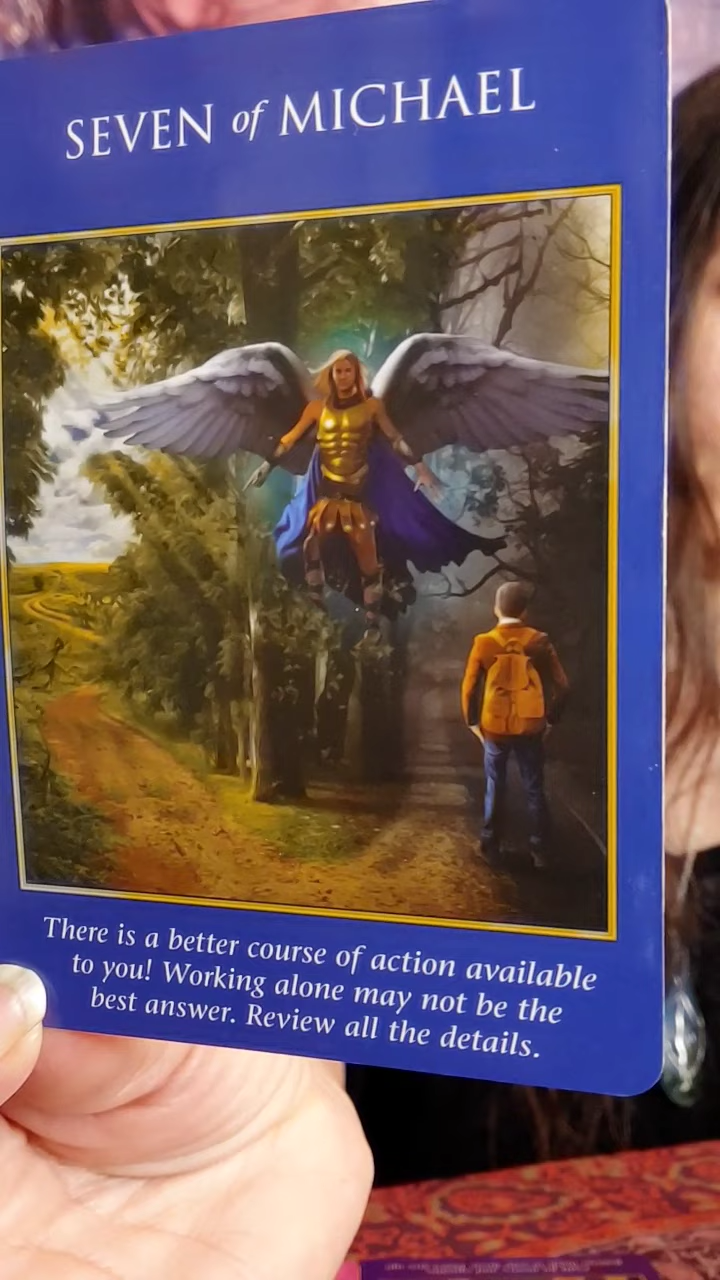 SEVEN of MICHAEL
There is a better course of action available
to you! Working alone may not be the
best answer. Review all the details.